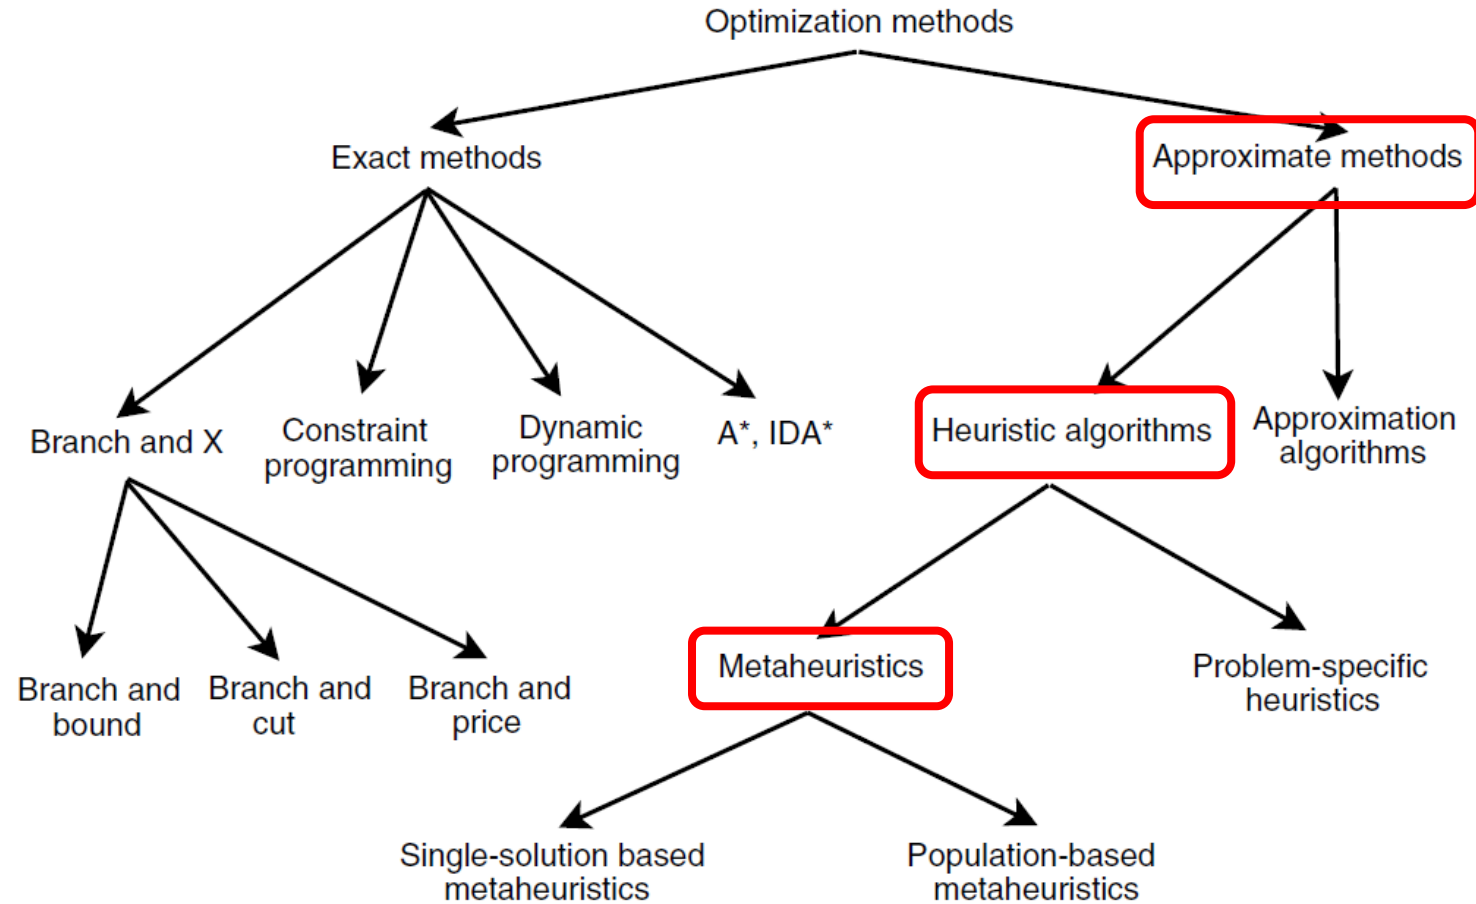 Optimization methods
Exact methods
Approximate methods
Branch and X
Constraint
programming
Dynamic
programming
A*, IDA*
Heuristic algorithms
Approximation
algorithms
Branch and
bound
Branch and
cut
Branch and
price
Metaheuristics
Problem-specific
heuristics
Single-solution based
metaheuristics
Population-based
metaheuristics